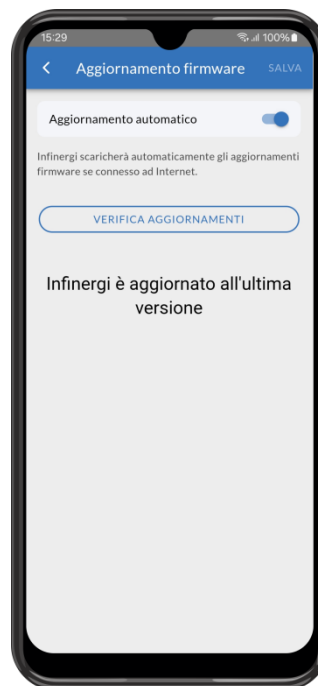 15:29
100%
Aggiornamento firmware
SALVA
Aggiornamento automatico
Infinergi scaricherà automaticamente gli aggiornamenti
firmware se connesso ad Internet.
VERIFICA AGGIORNAMENTI
Infinergi è aggiornato all'ultima
versione